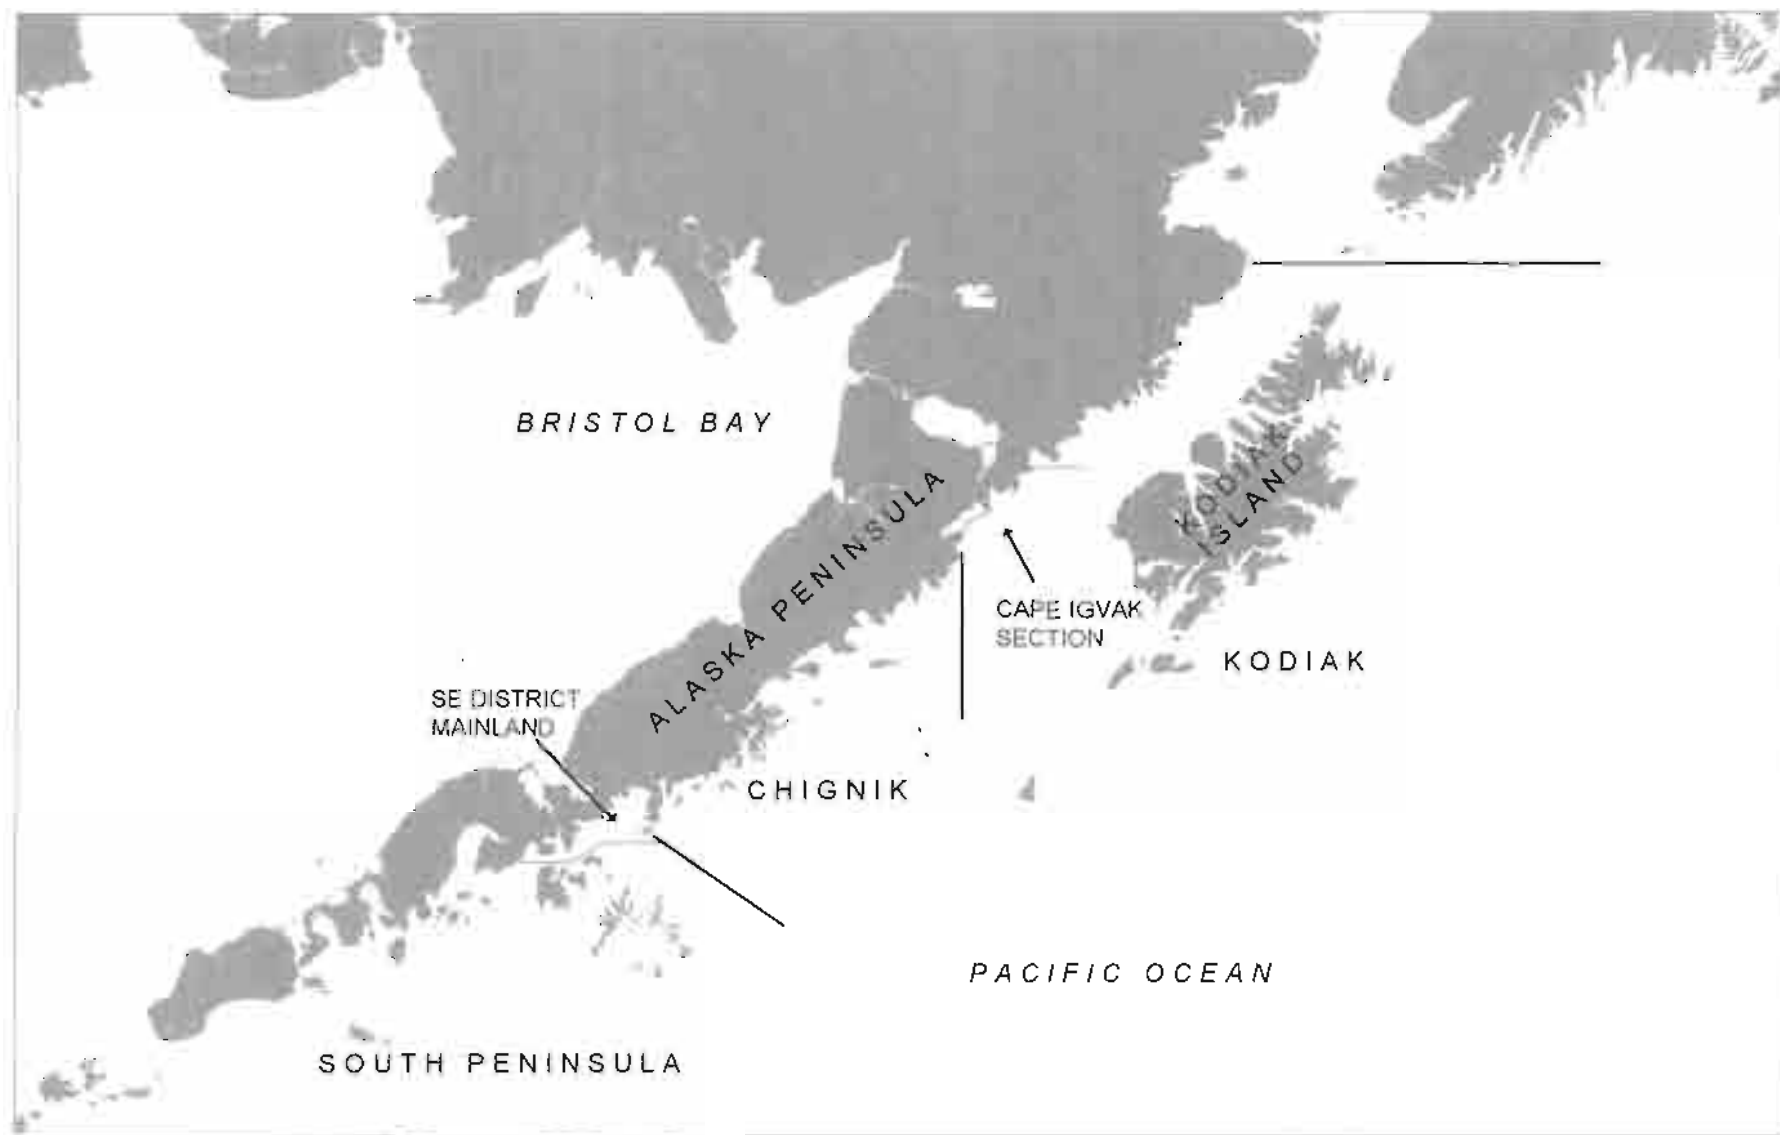 BRISTOL BAY
ALASKA PENINSULA
KODIAK
ISLAND
CAPE IGVAK
SECTION
KODIAK
SE DISTRICT
MAINLAND
CHIGNIK
PACIFIC OCEAN
SOUTH PENINSULA